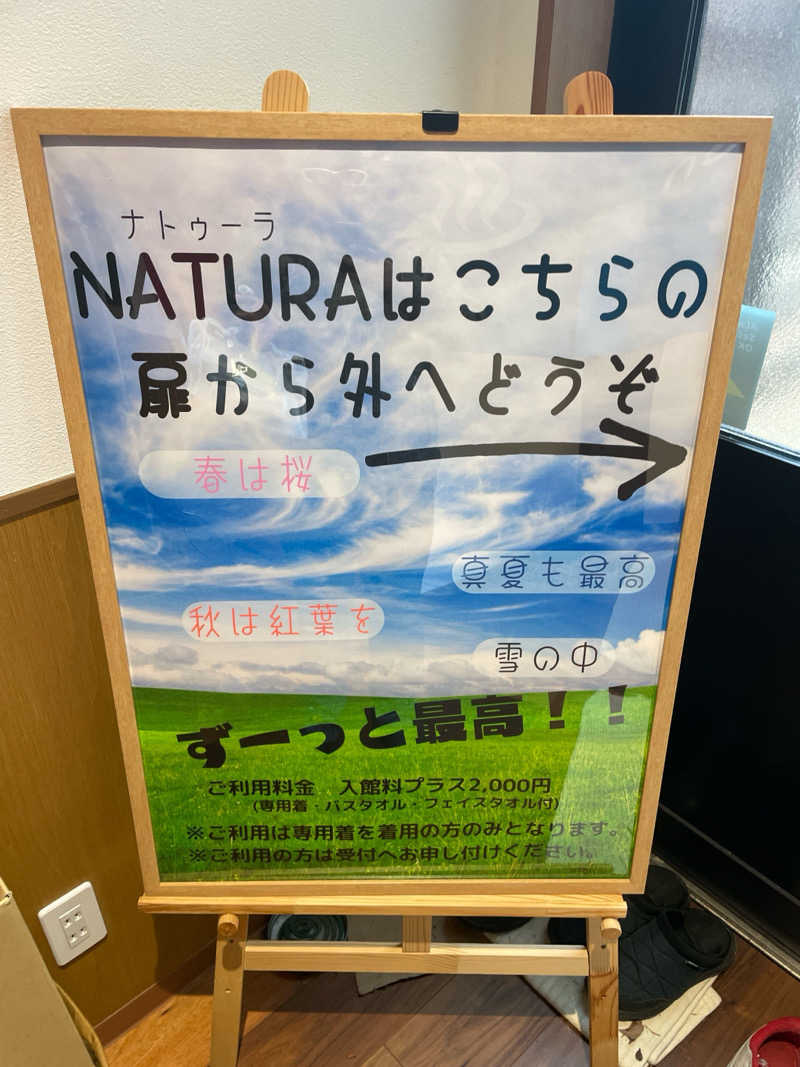 ナトゥーラ
NATURAはこちらの
扉から外へどうぞ
春は桜
真夏も最高
秋は紅葉を
雪の中
ずーっと最高！！
ご利用料金　入館料プラス2,000円
(専用着・バスタオル・フェイスタオル付)
※ご利用は専用着を着用の方のみとなります。
※ご利用の方は受付へお申し付けください。